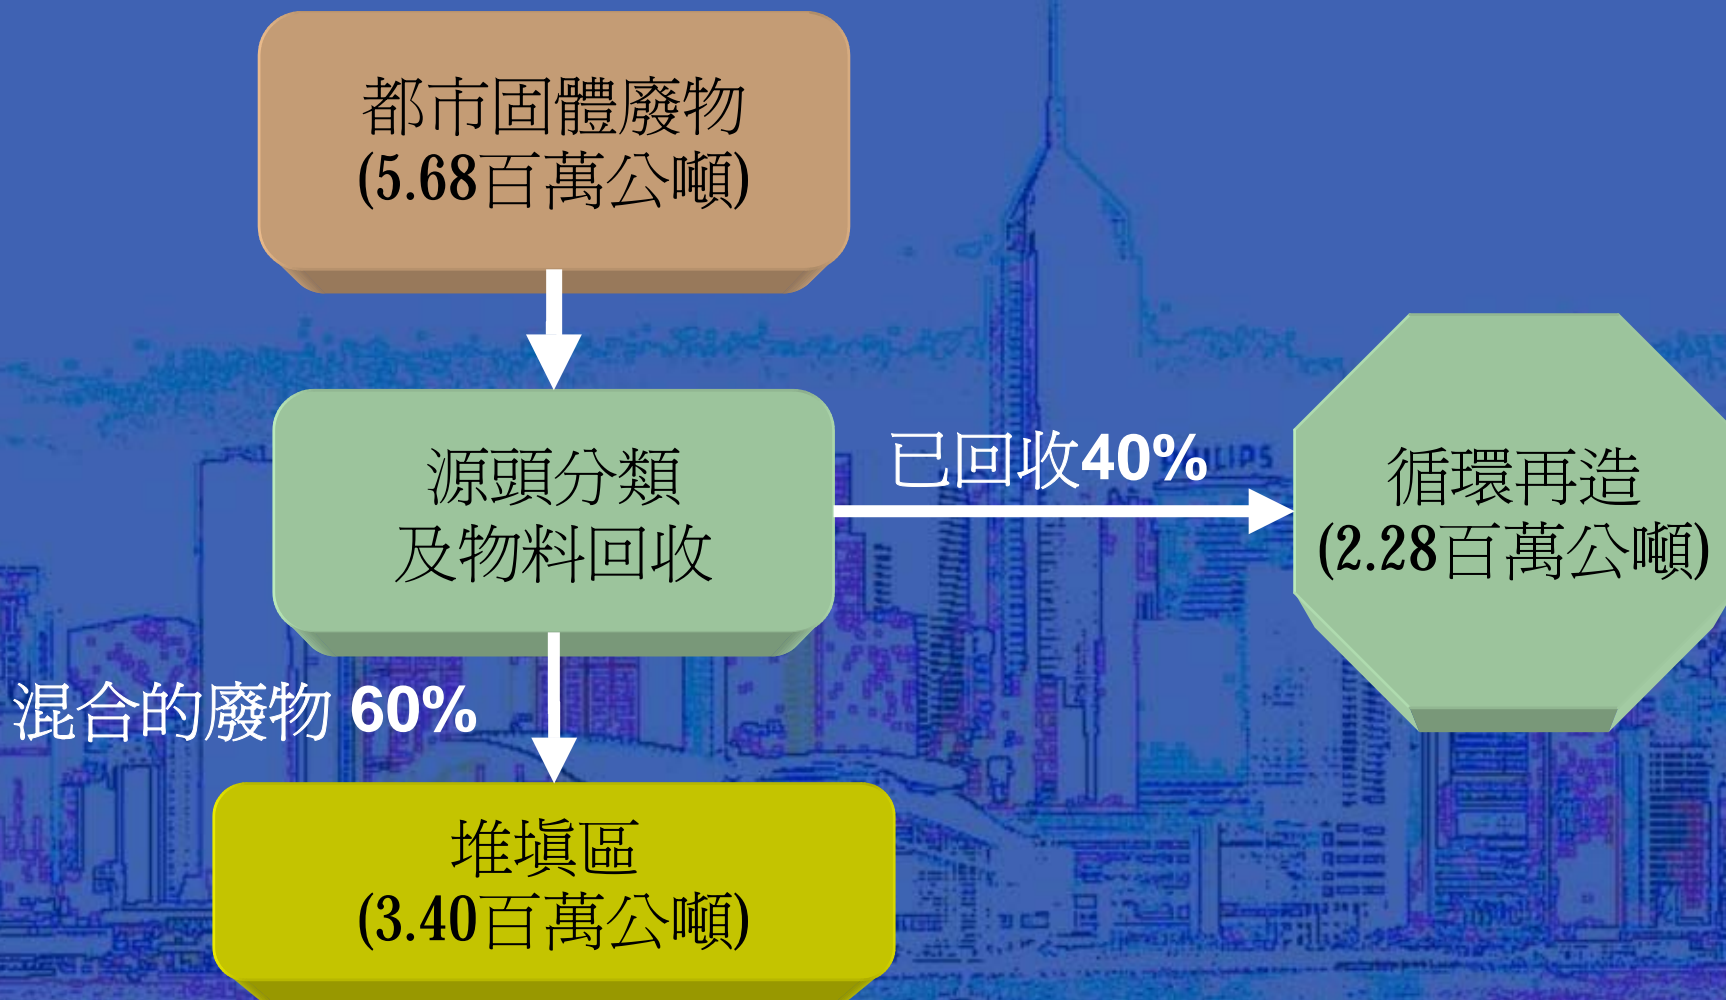 都市固體廢物
(5.68百萬公噸)
源頭分類
及物料回收
已回收40%
循環再造
(2.28百萬公噸)
混合的廢物 60%
堆塡區
(3.40百萬公噸)